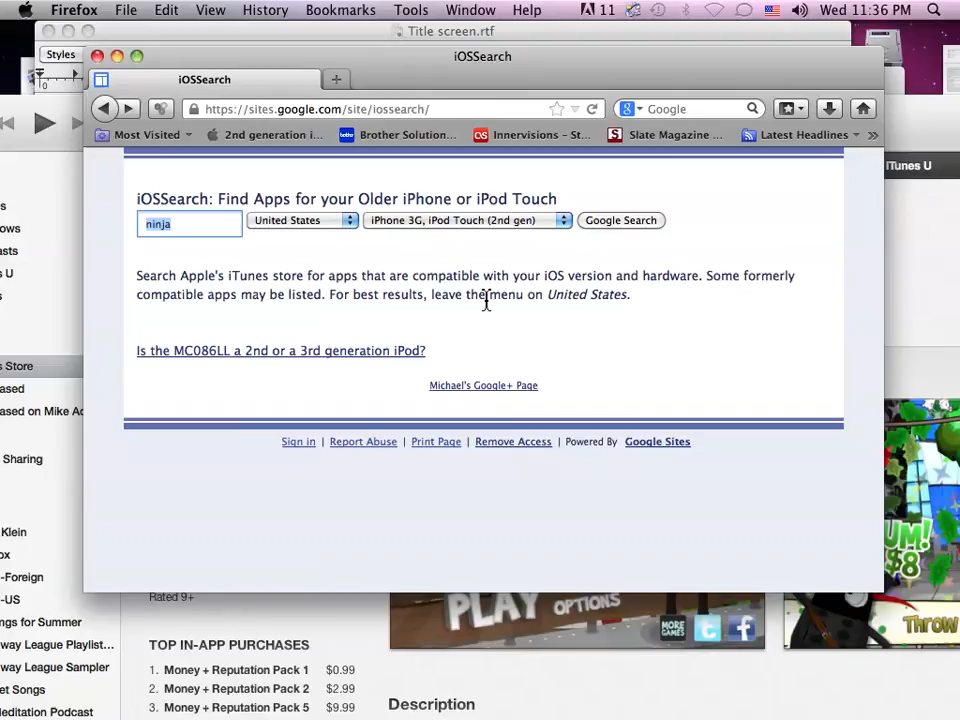 Firefox File Edit View History Bookmarks Tools Window Help 11 Wed 11:36 PM
Title screen.rtf
Styles
iOSSearch
iOSSearch
0
https://sites.google.com/site/iossearch/ Google
Most Visited 2nd generation i... Brother Solution... Innervisions - St... Slate Magazine ... Latest Headlines
iTunes U
iOSSearch: Find Apps for your Older iPhone or iPod Touch
ninja United States iPhone 3G, iPod Touch (2nd gen) Google Search
Search Apple's iTunes store for apps that are compatible with your iOS version and hardware. Some formerly
compatible apps may be listed. For best results, leave the menu on United States.
Is the MC086LL a 2nd or a 3rd generation iPod?
Michael's Google+ Page
Sign in | Report Abuse | Print Page | Remove Access | Powered By Google Sites
s Store
ased
ased on Mike Ac
Sharing
Klein
-Foreign
-US
ngs for Summer
way League Playlist...
way League Sampler
et Songs
Meditation Podcast
Rated 9+
TOP IN-APP PURCHASES
1. Money + Reputation Pack 1 $0.99
2. Money + Reputation Pack 2 $2.99
3. Money + Reputation Pack 5 $9.99
PLAY OPTIONS
MORE
GAMES
UM!
$8
Throw
Description